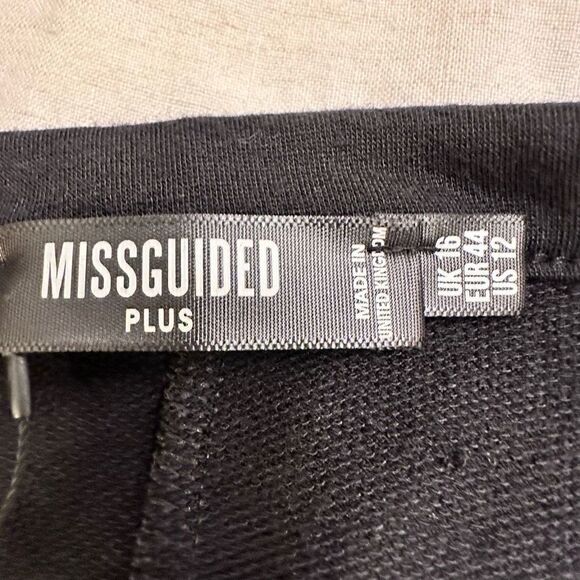 MISSGUIDED
PLUS
MADE IN
UNITED KINGDOM
UK 16
EUR 44
US 12